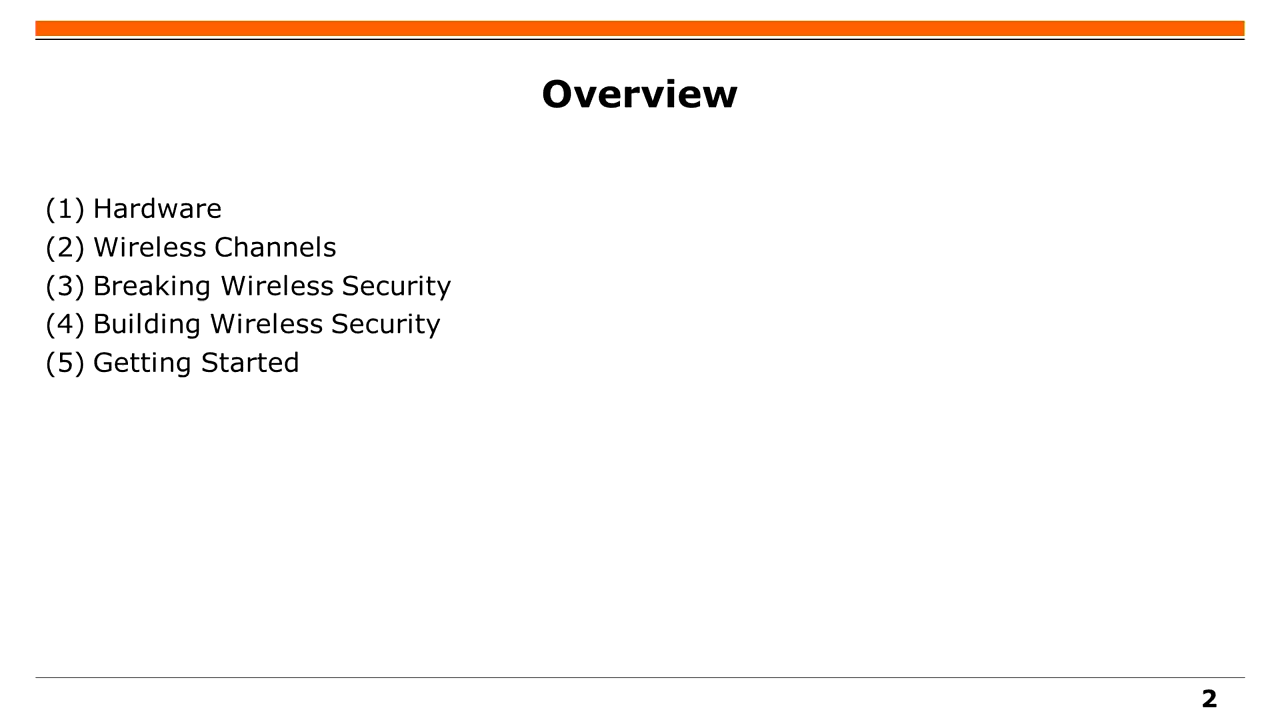 Overview
(1) Hardware
(2) Wireless Channels
(3) Breaking Wireless Security
(4) Building Wireless Security
(5) Getting Started
2